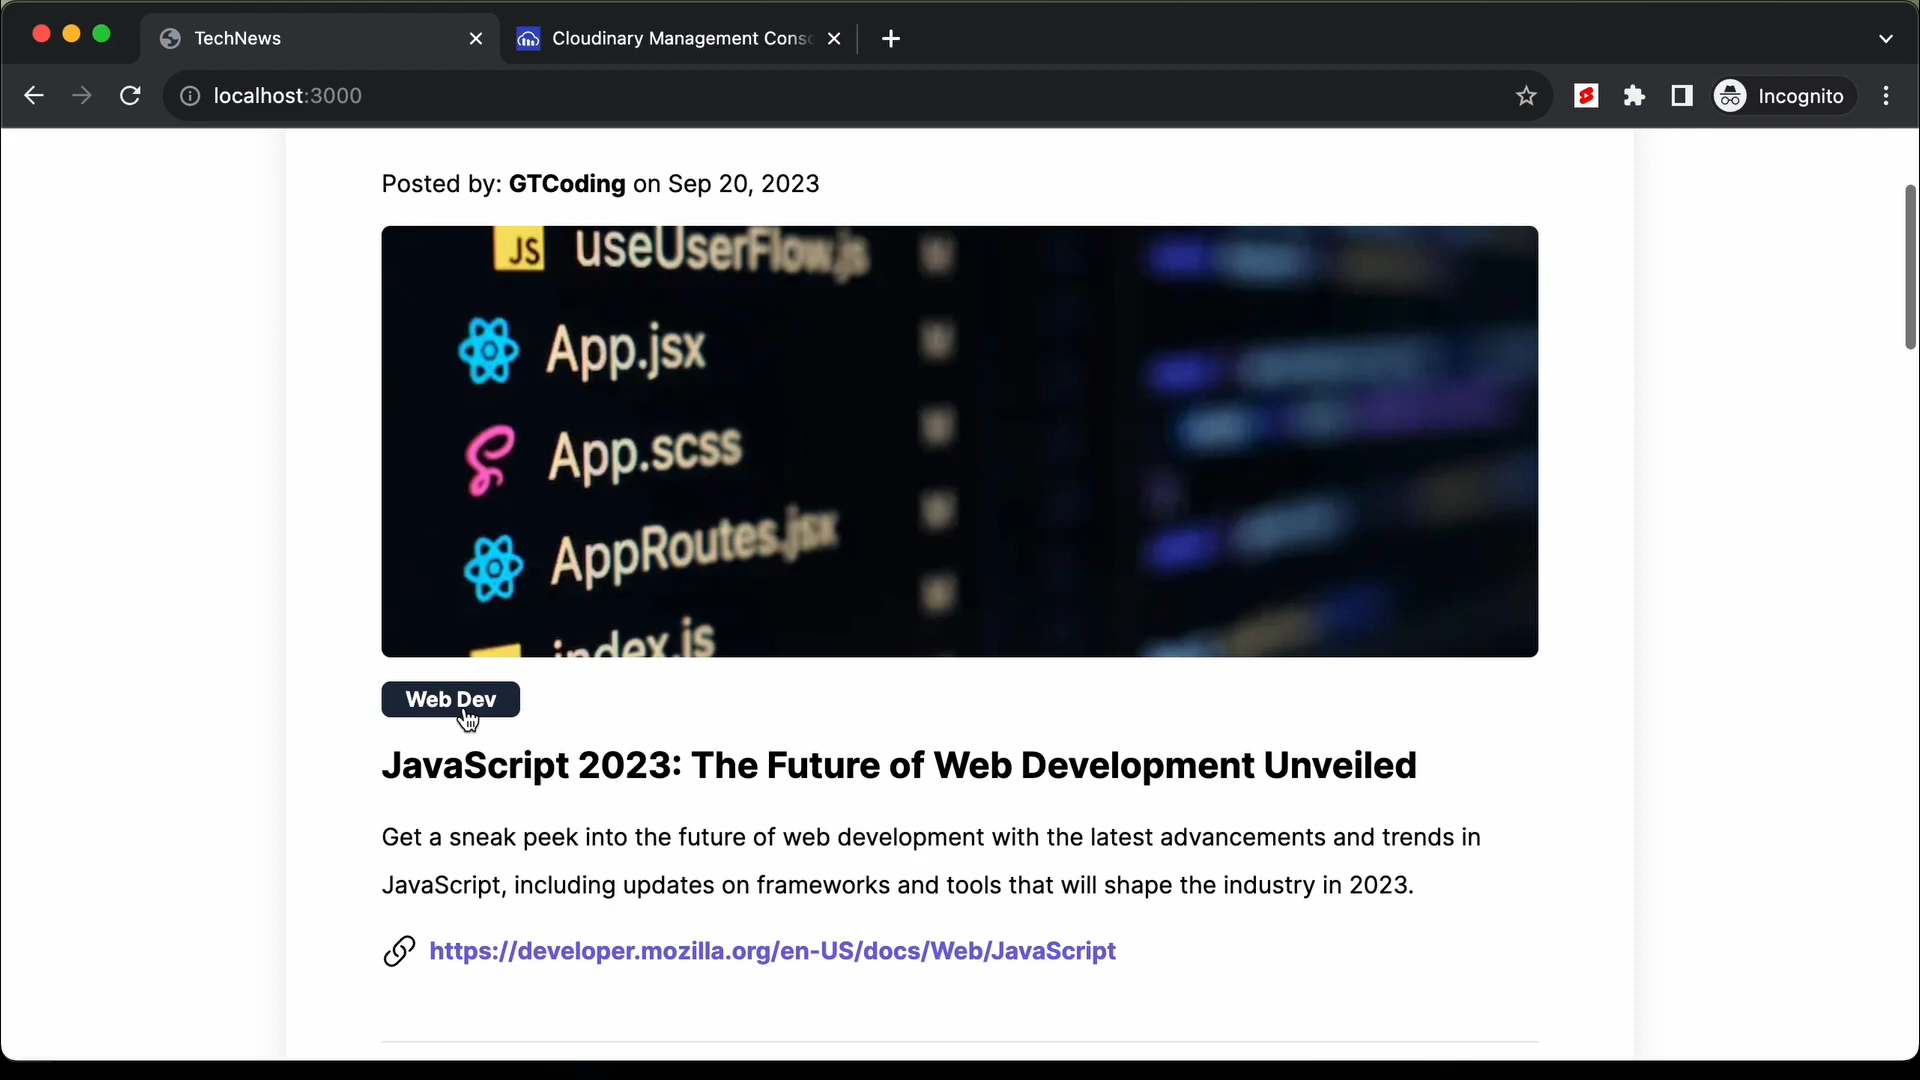 TechNews
Cloudinary Management Cons
localhost:3000
Incognito
Posted by: GTCoding on Sep 20, 2023
JS useUserFlow.js
App.jsx
App.scss
AppRoutes.jsx
index.js
Web Dev
JavaScript 2023: The Future of Web Development Unveiled
Get a sneak peek into the future of web development with the latest advancements and trends in
JavaScript, including updates on frameworks and tools that will shape the industry in 2023.
https://developer.mozilla.org/en-US/docs/Web/JavaScript